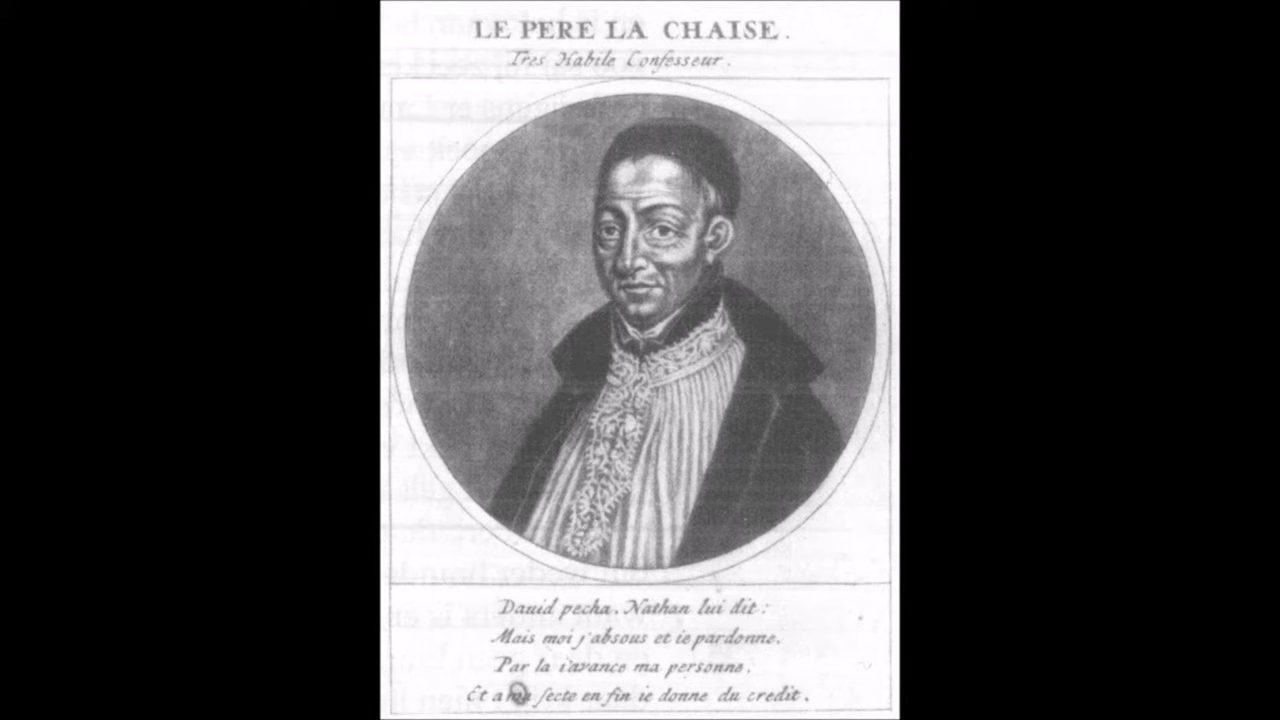 LE PERE LA CHAISE.
Tres Habile Confesseur.
Dauid pecha, Nathan lui dit:
Mais moi j'absous et ie pardonne.
Par la i'avance ma personne.
Et a ma secte en fin ie donne du credit.